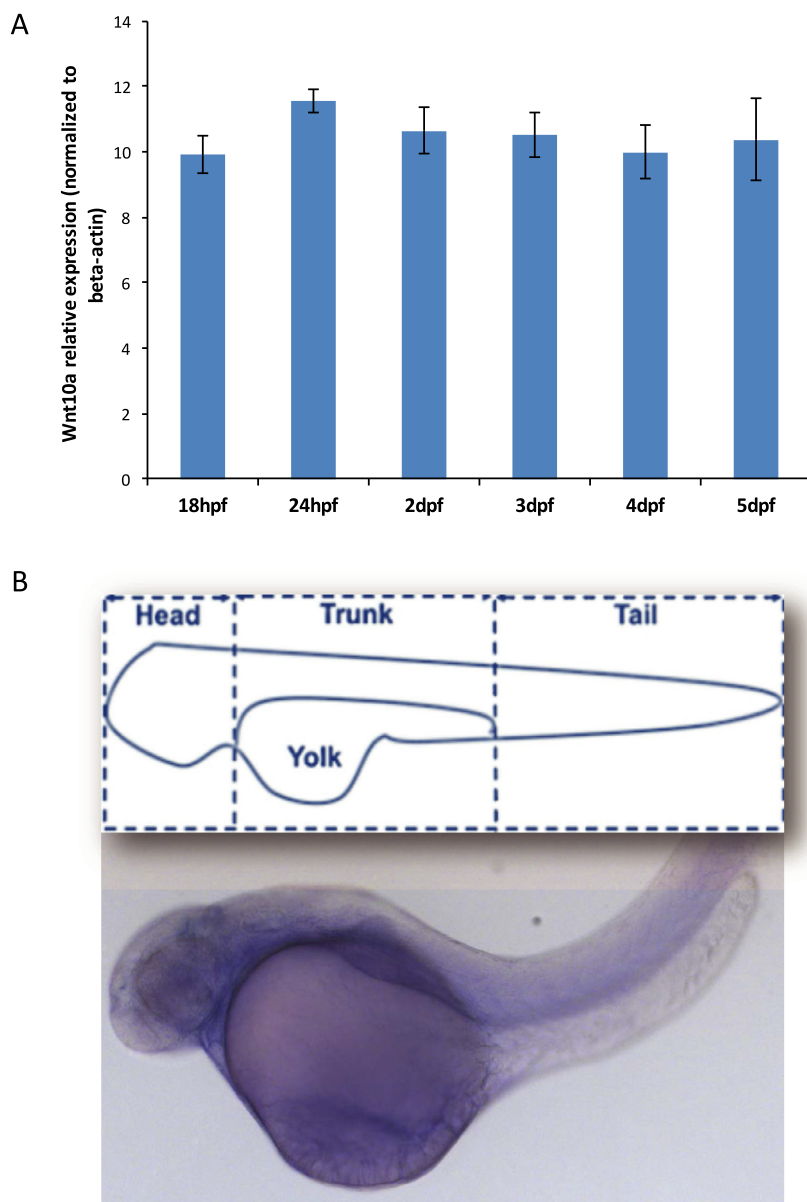 A
14
12
10
8
6
4
2
0
Wnt10a relative expression (normalized to
beta-actin)
18hpf 24hpf 2dpf 3dpf 4dpf 5dpf
B
Head Trunk Tail
Yolk